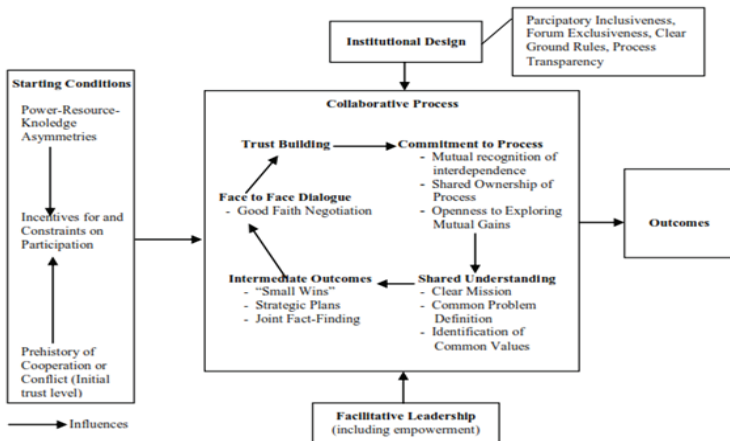 Institutional Design
Parcipatory Inclusiveness,
Forum Exclusiveness, Clear
Ground Rules, Process
Transparency
Starting Conditions
Power-Resource-
Knoledge
Asymmetries
Incentives for and
Constraints on
Participation
Prehistory of
Cooperation or
Conflict (Initial
trust level)
Influences
Collaborative Process
Trust Building
Commitment to Process
- Mutual recognition of
interdependence
- Shared Ownership of
Process
- Openness to Exploring
Mutual Gains
Face to Face Dialogue
- Good Faith Negotiation
Intermediate Outcomes
- “Small Wins”
- Strategic Plans
- Joint Fact-Finding
Shared Understanding
- Clear Mission
- Common Problem
Definition
- Identification of
Common Values
Outcomes
Facilitative Leadership
(including empowerment)